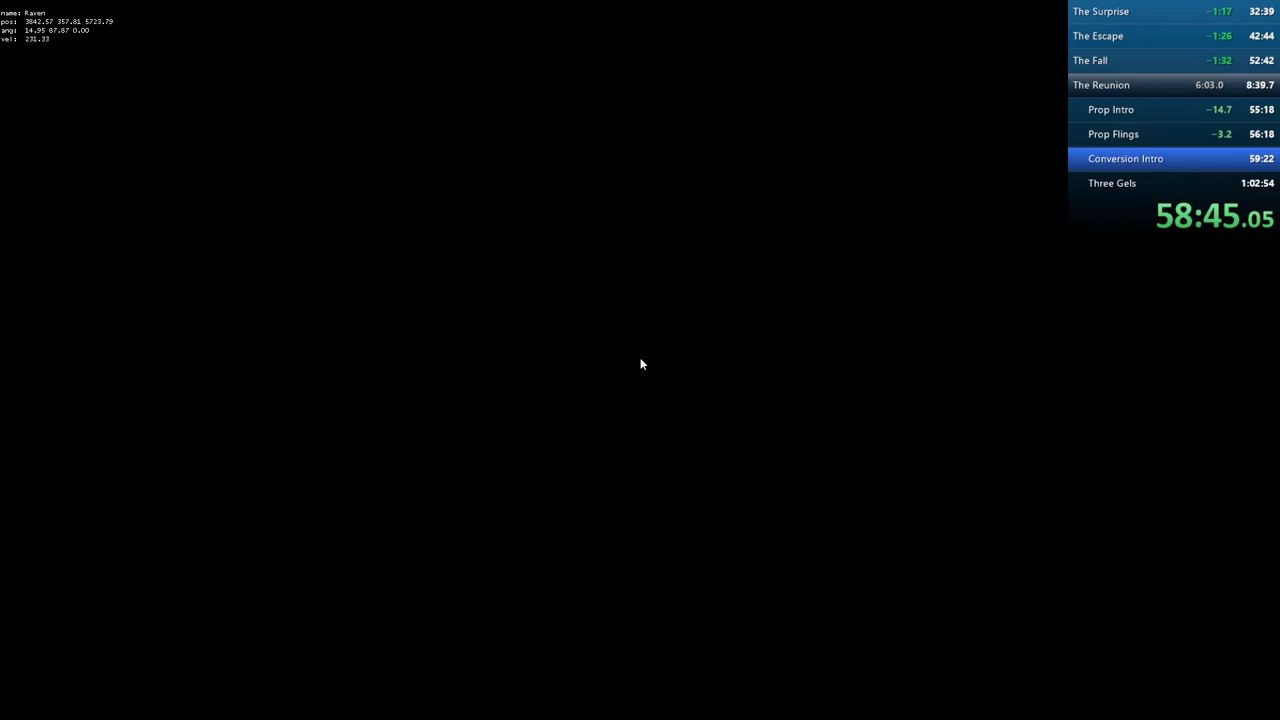 name: Raven
pos: 3842.57 357.81 5723.79
ang: 14.95 87.87 0.00
vel: 231.33
The Surprise −1:17 32:39
The Escape −1:26 42:44
The Fall −1:32 52:42
The Reunion 6:03.0 8:39.7
Prop Intro −14.7 55:18
Prop Flings −3.2 56:18
Conversion Intro 59:22
Three Gels 1:02:54
58:45.05